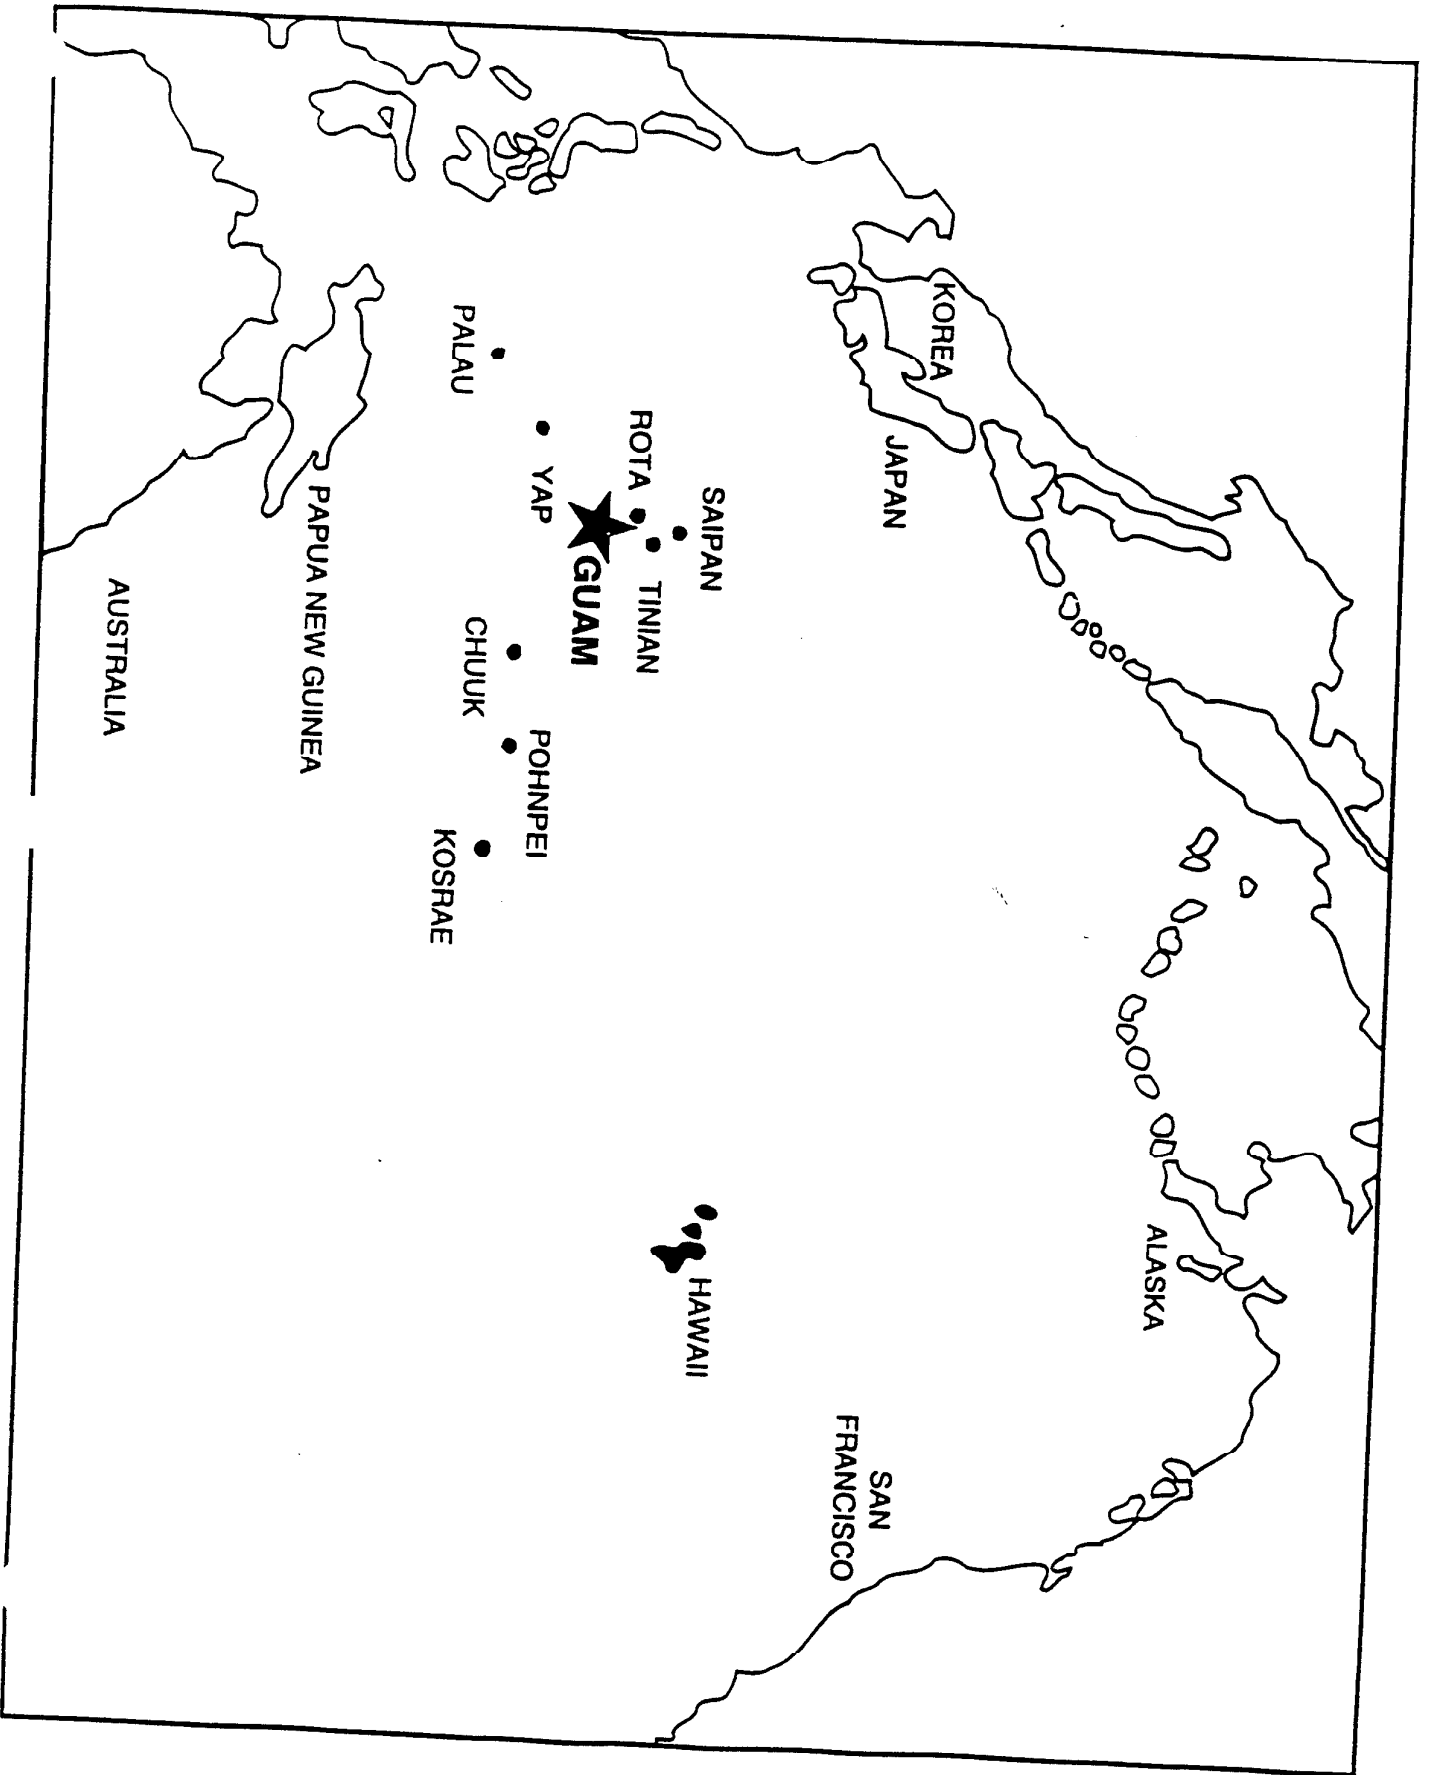 ALASKA
KOREA
JAPAN
SAN
FRANCISCO
SAIPAN
HAWAII
ROTA
TINIAN
GUAM
YAP
POHNPEI
PALAU
CHUUK
KOSRAE
PAPUA NEW GUINEA
AUSTRALIA